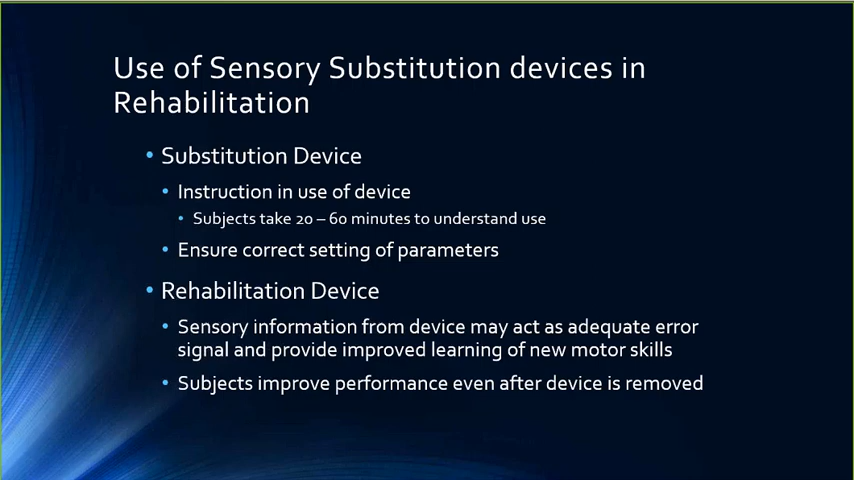 Use of Sensory Substitution devices in
Rehabilitation
• Substitution Device
• Instruction in use of device
• Subjects take 20 – 60 minutes to understand use
• Ensure correct setting of parameters
• Rehabilitation Device
• Sensory information from device may act as adequate error
signal and provide improved learning of new motor skills
• Subjects improve performance even after device is removed